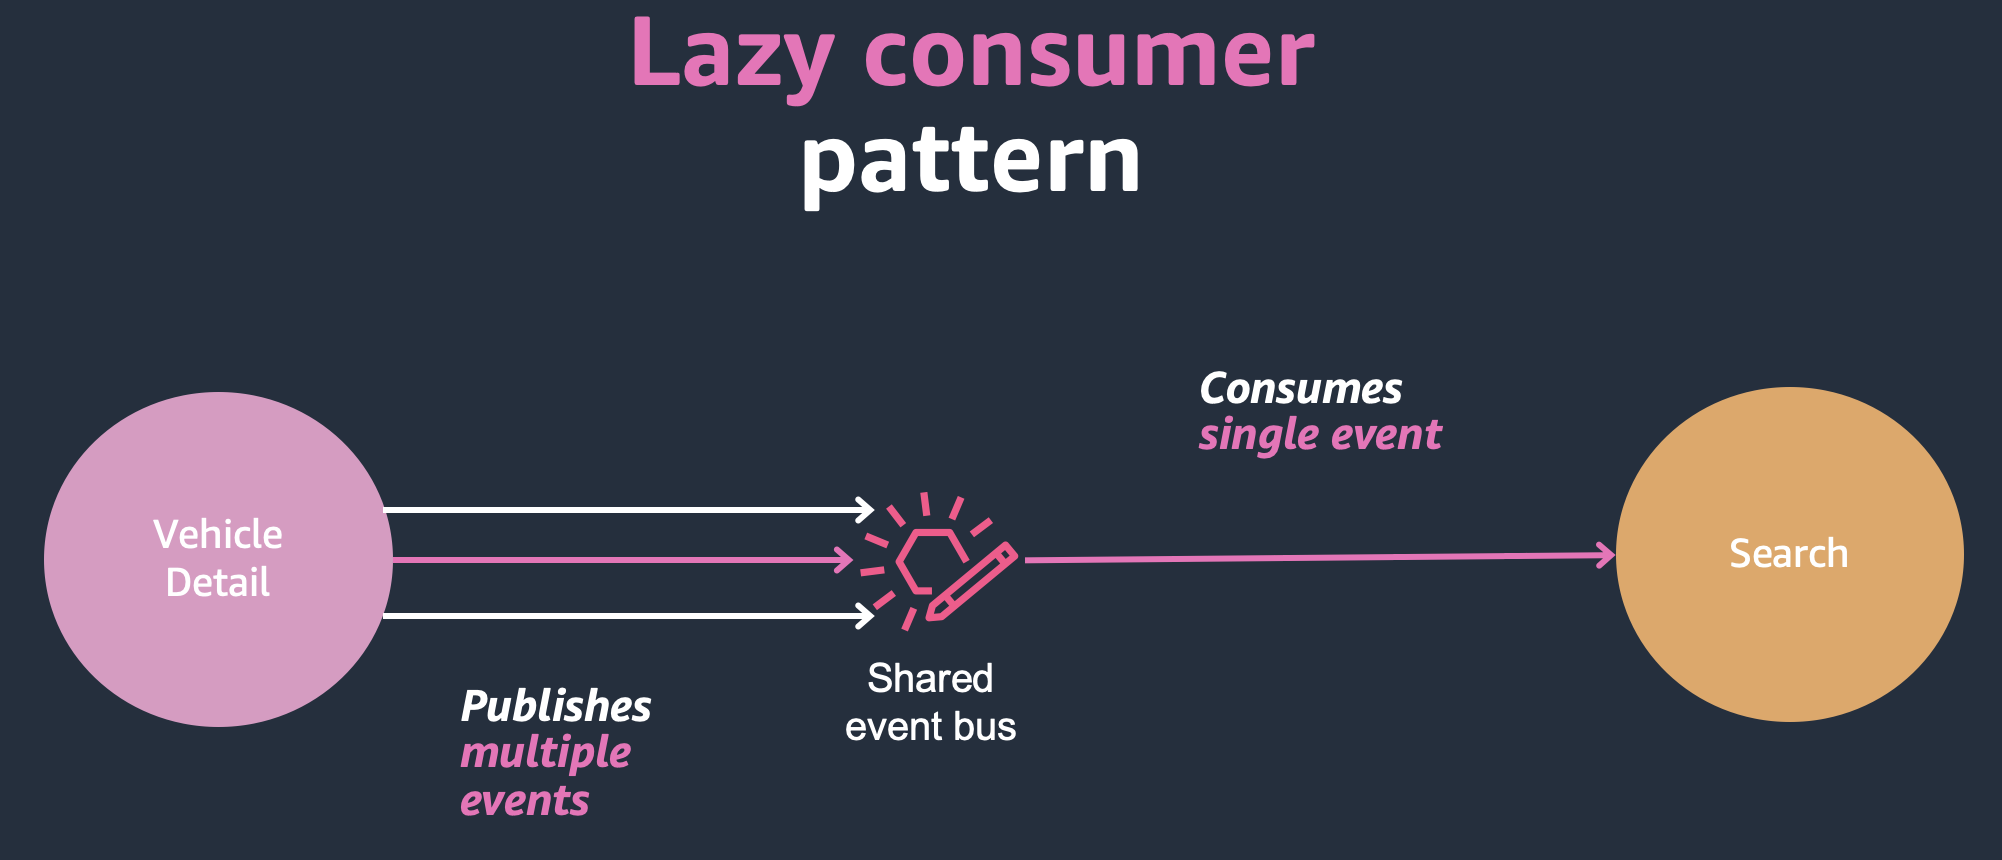 Lazy consumer
pattern
Consumes
single event
Vehicle
Detail
Search
Shared
event bus
Publishes
multiple
events